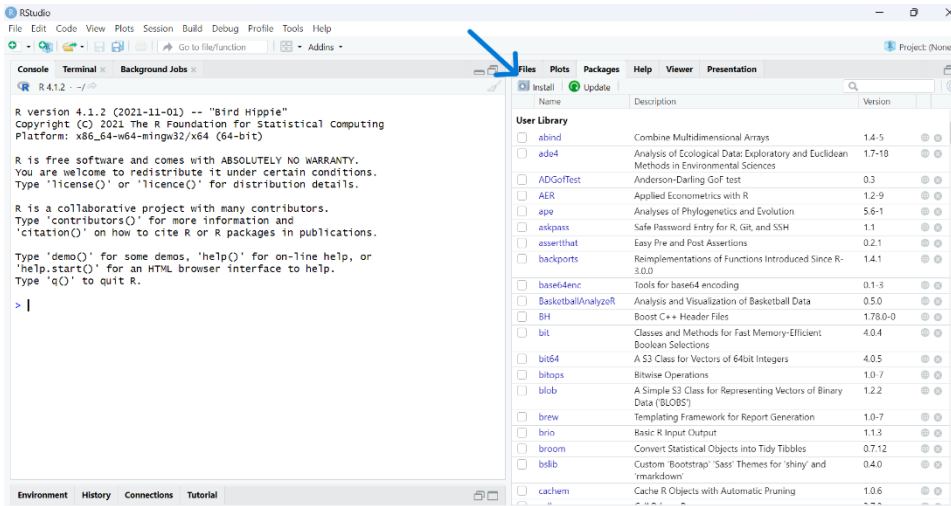 RStudio
File Edit Code View Plots Session Build Debug Profile Tools Help
Go to file/function Addins Project: (None
Console Terminal Background Jobs
R 4.1.2 · ~/
R version 4.1.2 (2021-11-01) -- "Bird Hippie"
Copyright (C) 2021 The R Foundation for Statistical Computing
Platform: x86_64-w64-mingw32/x64 (64-bit)
R is free software and comes with ABSOLUTELY NO WARRANTY.
You are welcome to redistribute it under certain conditions.
Type 'license()' or 'licence()' for distribution details.
R is a collaborative project with many contributors.
Type 'contributors()' for more information and
'citation()' on how to cite R or R packages in publications.
Type 'demo()' for some demos, 'help()' for on-line help, or
'help.start()' for an HTML browser interface to help.
Type 'q()' to quit R.
>
Environment History Connections Tutorial
Files Plots Packages Help Viewer Presentation
Install Update
Name Description Version
User Library
abind Combine Multidimensional Arrays 1.4-5
ade4 Analysis of Ecological Data: Exploratory and Euclidean 1.7-18
Methods in Environmental Sciences
ADGofTest Anderson-Darling GoF test 0.3
AER Applied Econometrics with R 1.2-9
ape Analyses of Phylogenetics and Evolution 5.6-1
askpass Safe Password Entry for R, Git, and SSH 1.1
assertthat Easy Pre and Post Assertions 0.2.1
backports Reimplementations of Functions Introduced Since R- 1.4.1
3.0.0
base64enc Tools for base64 encoding 0.1-3
BasketballAnalyzeR Analysis and Visualization of Basketball Data 0.5.0
BH Boost C++ Header Files 1.78.0-0
bit Classes and Methods for Fast Memory-Efficient 4.0.4
Boolean Selections
bit64 A S3 Class for Vectors of 64bit Integers 4.0.5
bitops Bitwise Operations 1.0-7
blob A Simple S3 Class for Representing Vectors of Binary 1.2.2
Data ('BLOBS')
brew Templating Framework for Report Generation 1.0-7
brio Basic R Input Output 1.1.3
broom Convert Statistical Objects into Tidy Tibbles 0.7.12
bslib Custom 'Bootstrap' 'Sass' Themes for 'shiny' and 0.4.0
'rmarkdown'
cachem Cache R Objects with Automatic Pruning 1.0.6